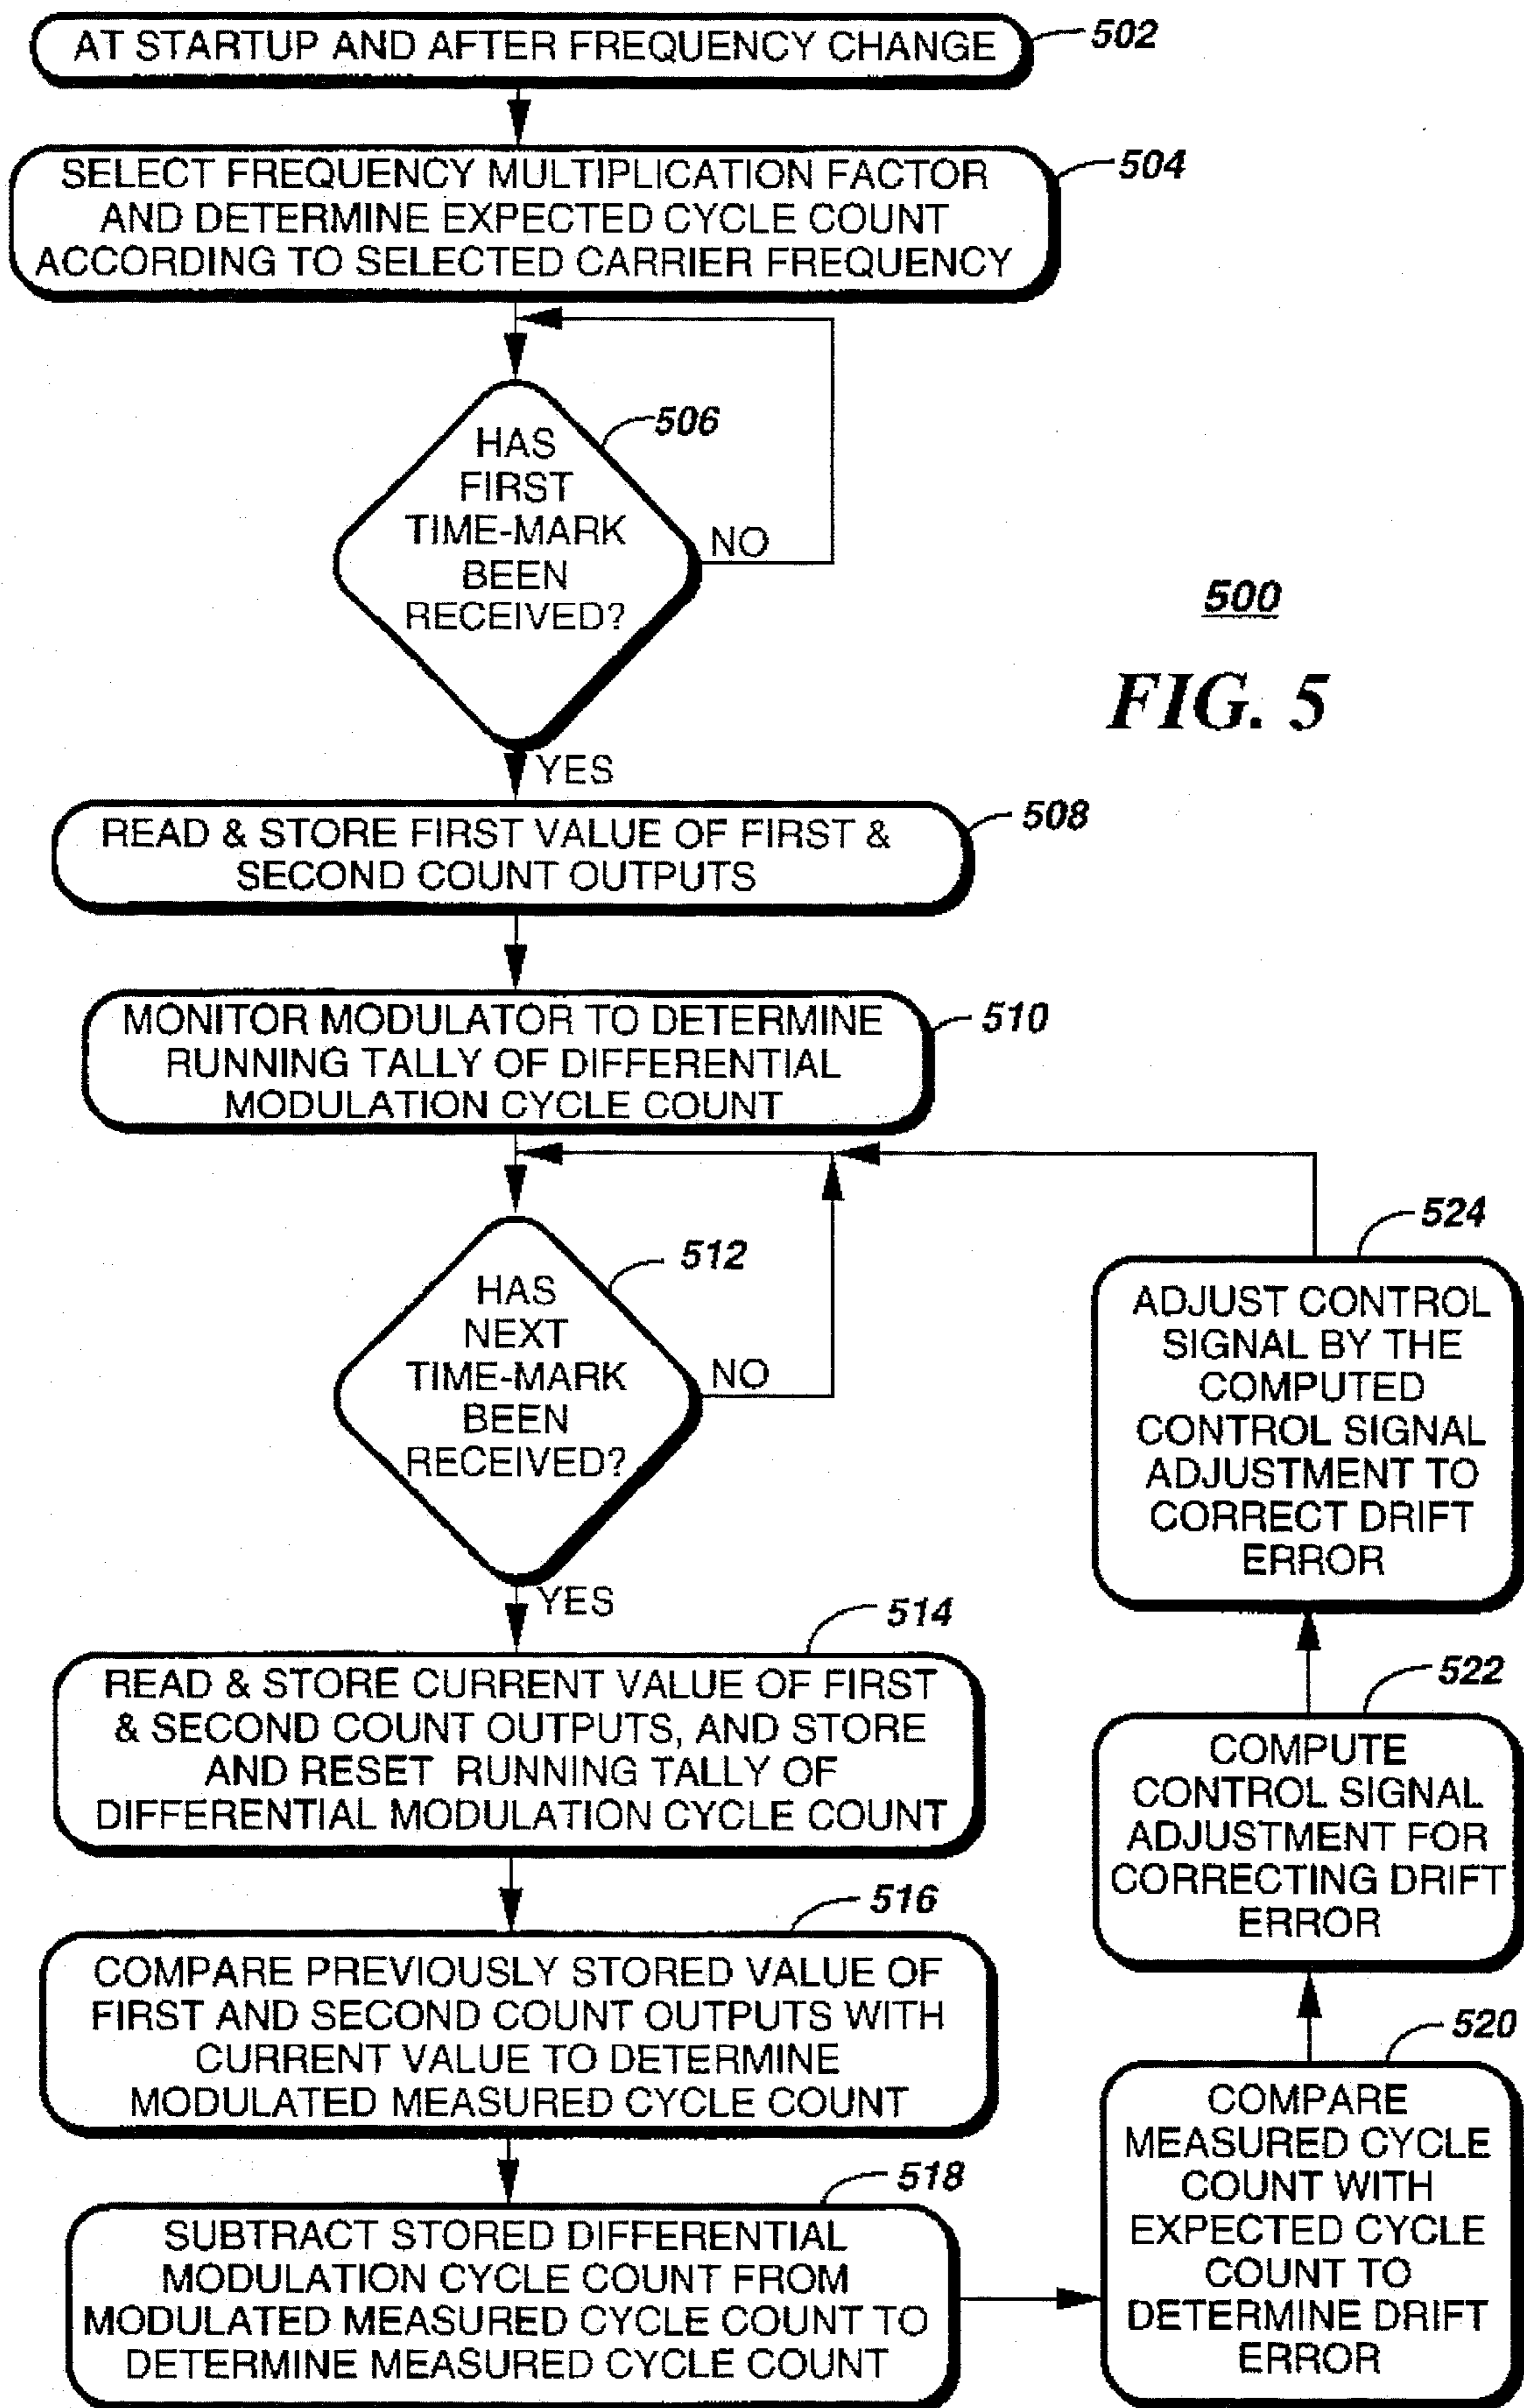 AT STARTUP AND AFTER FREQUENCY CHANGE
502
SELECT FREQUENCY MULTIPLICATION FACTOR
AND DETERMINE EXPECTED CYCLE COUNT
ACCORDING TO SELECTED CARRIER FREQUENCY
504
HAS
FIRST
TIME-MARK
BEEN
RECEIVED?
506
NO
500
FIG. 5
YES
READ & STORE FIRST VALUE OF FIRST &
SECOND COUNT OUTPUTS
508
MONITOR MODULATOR TO DETERMINE
RUNNING TALLY OF DIFFERENTIAL
MODULATION CYCLE COUNT
510
HAS
NEXT
TIME-MARK
BEEN
RECEIVED?
512
NO
YES
READ & STORE CURRENT VALUE OF FIRST
& SECOND COUNT OUTPUTS, AND STORE
AND RESET RUNNING TALLY OF
DIFFERENTIAL MODULATION CYCLE COUNT
514
COMPARE PREVIOUSLY STORED VALUE OF
FIRST AND SECOND COUNT OUTPUTS WITH
CURRENT VALUE TO DETERMINE
MODULATED MEASURED CYCLE COUNT
516
SUBTRACT STORED DIFFERENTIAL
MODULATION CYCLE COUNT FROM
MODULATED MEASURED CYCLE COUNT TO
DETERMINE MEASURED CYCLE COUNT
518
COMPARE
MEASURED CYCLE
COUNT WITH
EXPECTED CYCLE
COUNT TO
DETERMINE DRIFT
ERROR
520
COMPUTE
CONTROL SIGNAL
ADJUSTMENT FOR
CORRECTING DRIFT
ERROR
522
ADJUST CONTROL
SIGNAL BY THE
COMPUTED
CONTROL SIGNAL
ADJUSTMENT TO
CORRECT DRIFT
ERROR
524